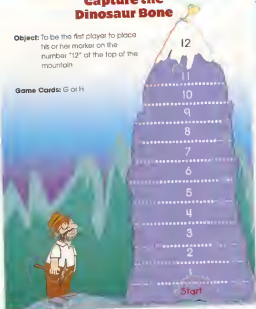 Capture the
Dinosaur Bone
Object: To be the first player to place
his or her marker on the
number "12" at the top of the
mountain
Game Cards: G or H
12
11
10
9
8
7
6
5
4
3
2
1
Start